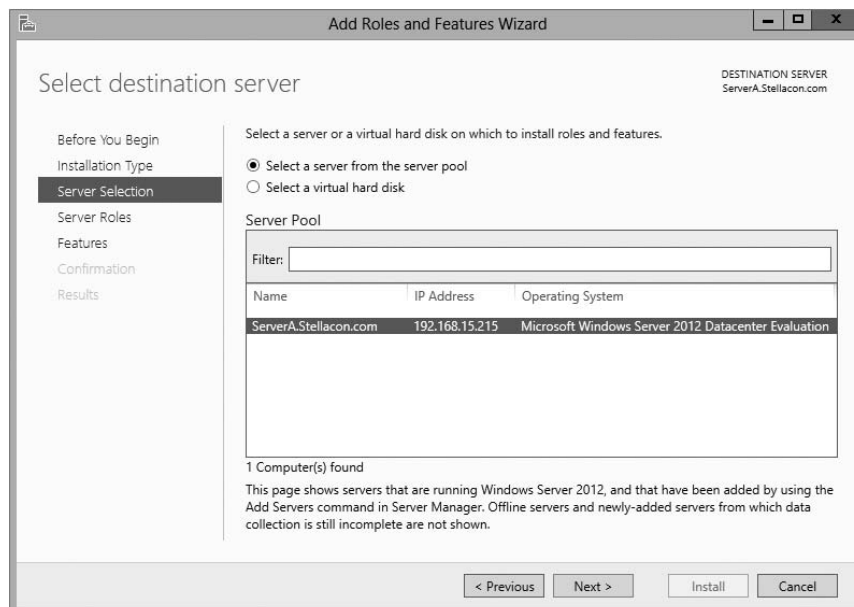 Add Roles and Features Wizard
Select destination server
DESTINATION SERVER
ServerA.Stellacon.com
Before You Begin
Installation Type
Server Selection
Server Roles
Features
Confirmation
Results
Select a server or a virtual hard disk on which to install roles and features.
Select a server from the server pool
Select a virtual hard disk
Server Pool
Filter:
Name IP Address Operating System
ServerA.Stellacon.com 192.168.15.215 Microsoft Windows Server 2012 Datacenter Evaluation
1 Computer(s) found
This page shows servers that are running Windows Server 2012, and that have been added by using the
Add Servers command in Server Manager. Offline servers and newly-added servers from which data
collection is still incomplete are not shown.
< Previous Next > Install Cancel